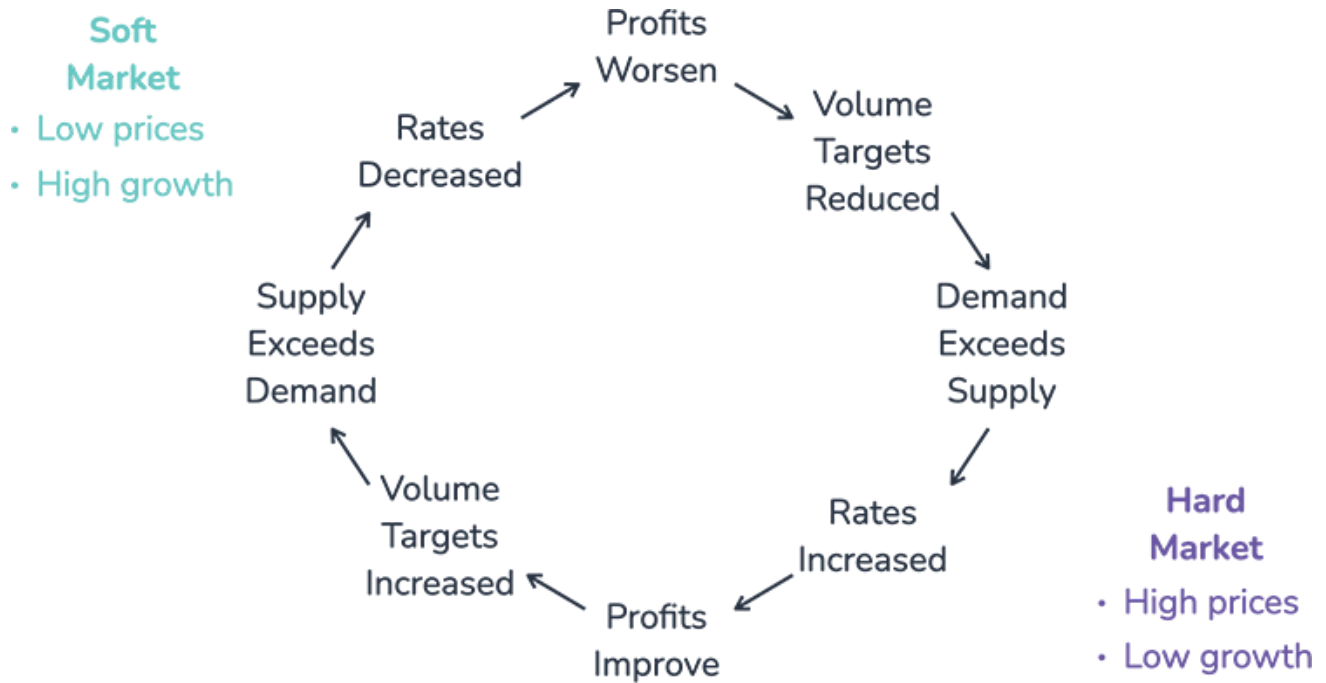 Soft
Market
• Low prices
• High growth
Profits
Worsen
Volume
Targets
Reduced
Demand
Exceeds
Supply
Rates
Increased
Profits
Improve
Volume
Targets
Increased
Supply
Exceeds
Demand
Rates
Decreased
Hard
Market
• High prices
• Low growth